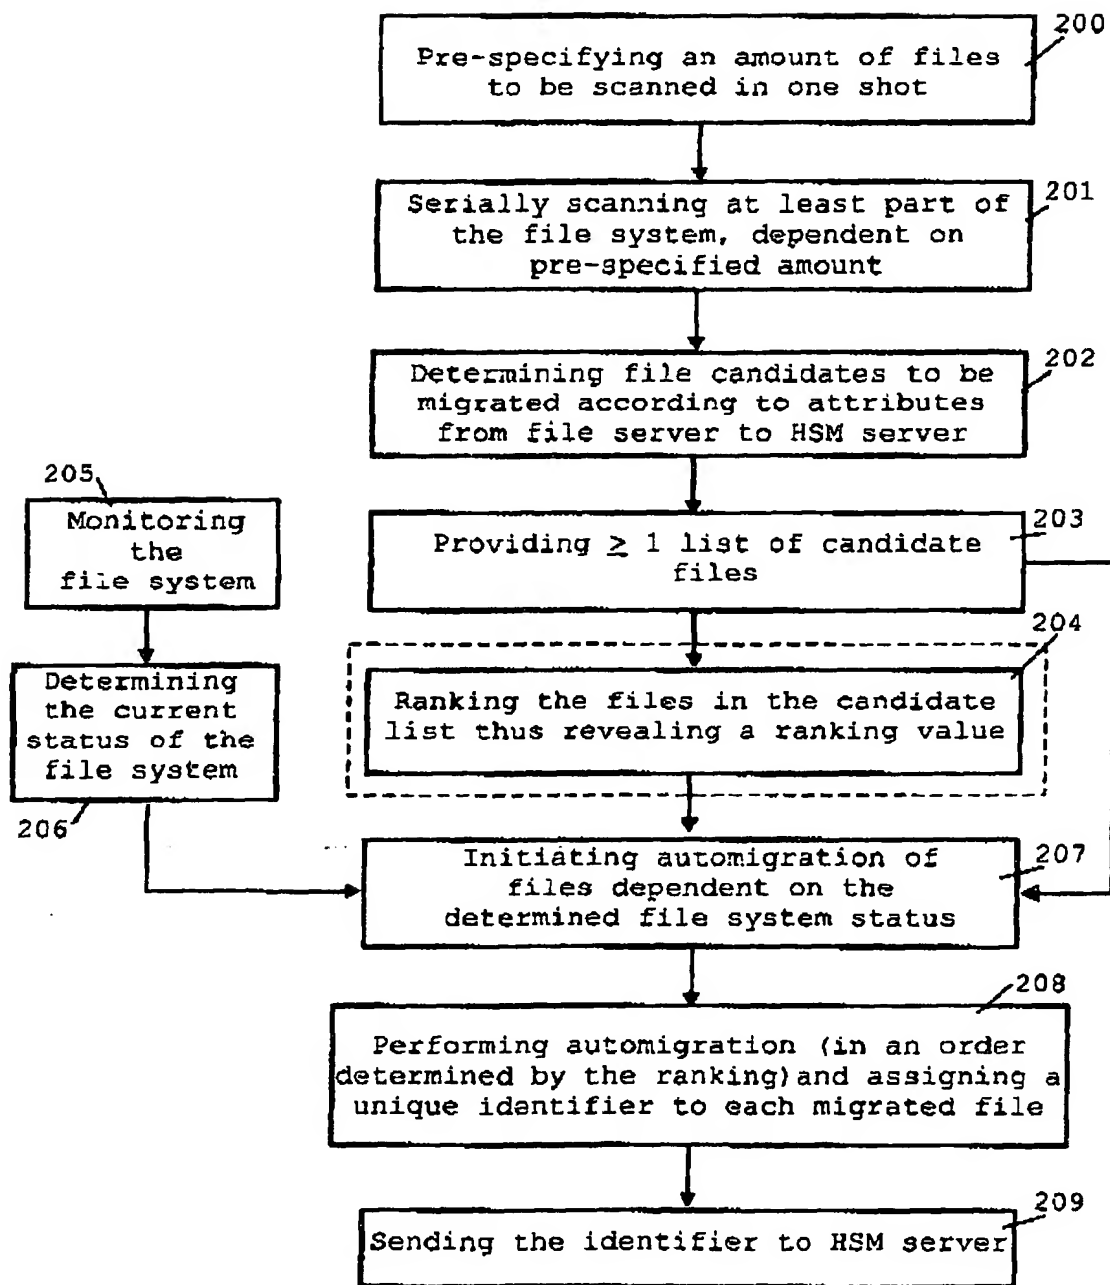 200
Pre-specifying an amount of files
to be scanned in one shot
201
Serially scanning at least part of
the file system, dependent on
pre-specified amount
202
Determining file candidates to be
migrated according to attributes
from file server to HSM server
205
Monitoring
the
file system
203
Providing ≥ 1 list of candidate
files
204
Ranking the files in the candidate
list thus revealing a ranking value
Determining
the current
status of the
file system
206
207
Initiating automigration of
files dependent on the
determined file system status
208
Performing automigration (in an order
determined by the ranking) and assigning a
unique identifier to each migrated file
209
Sending the identifier to HSM server